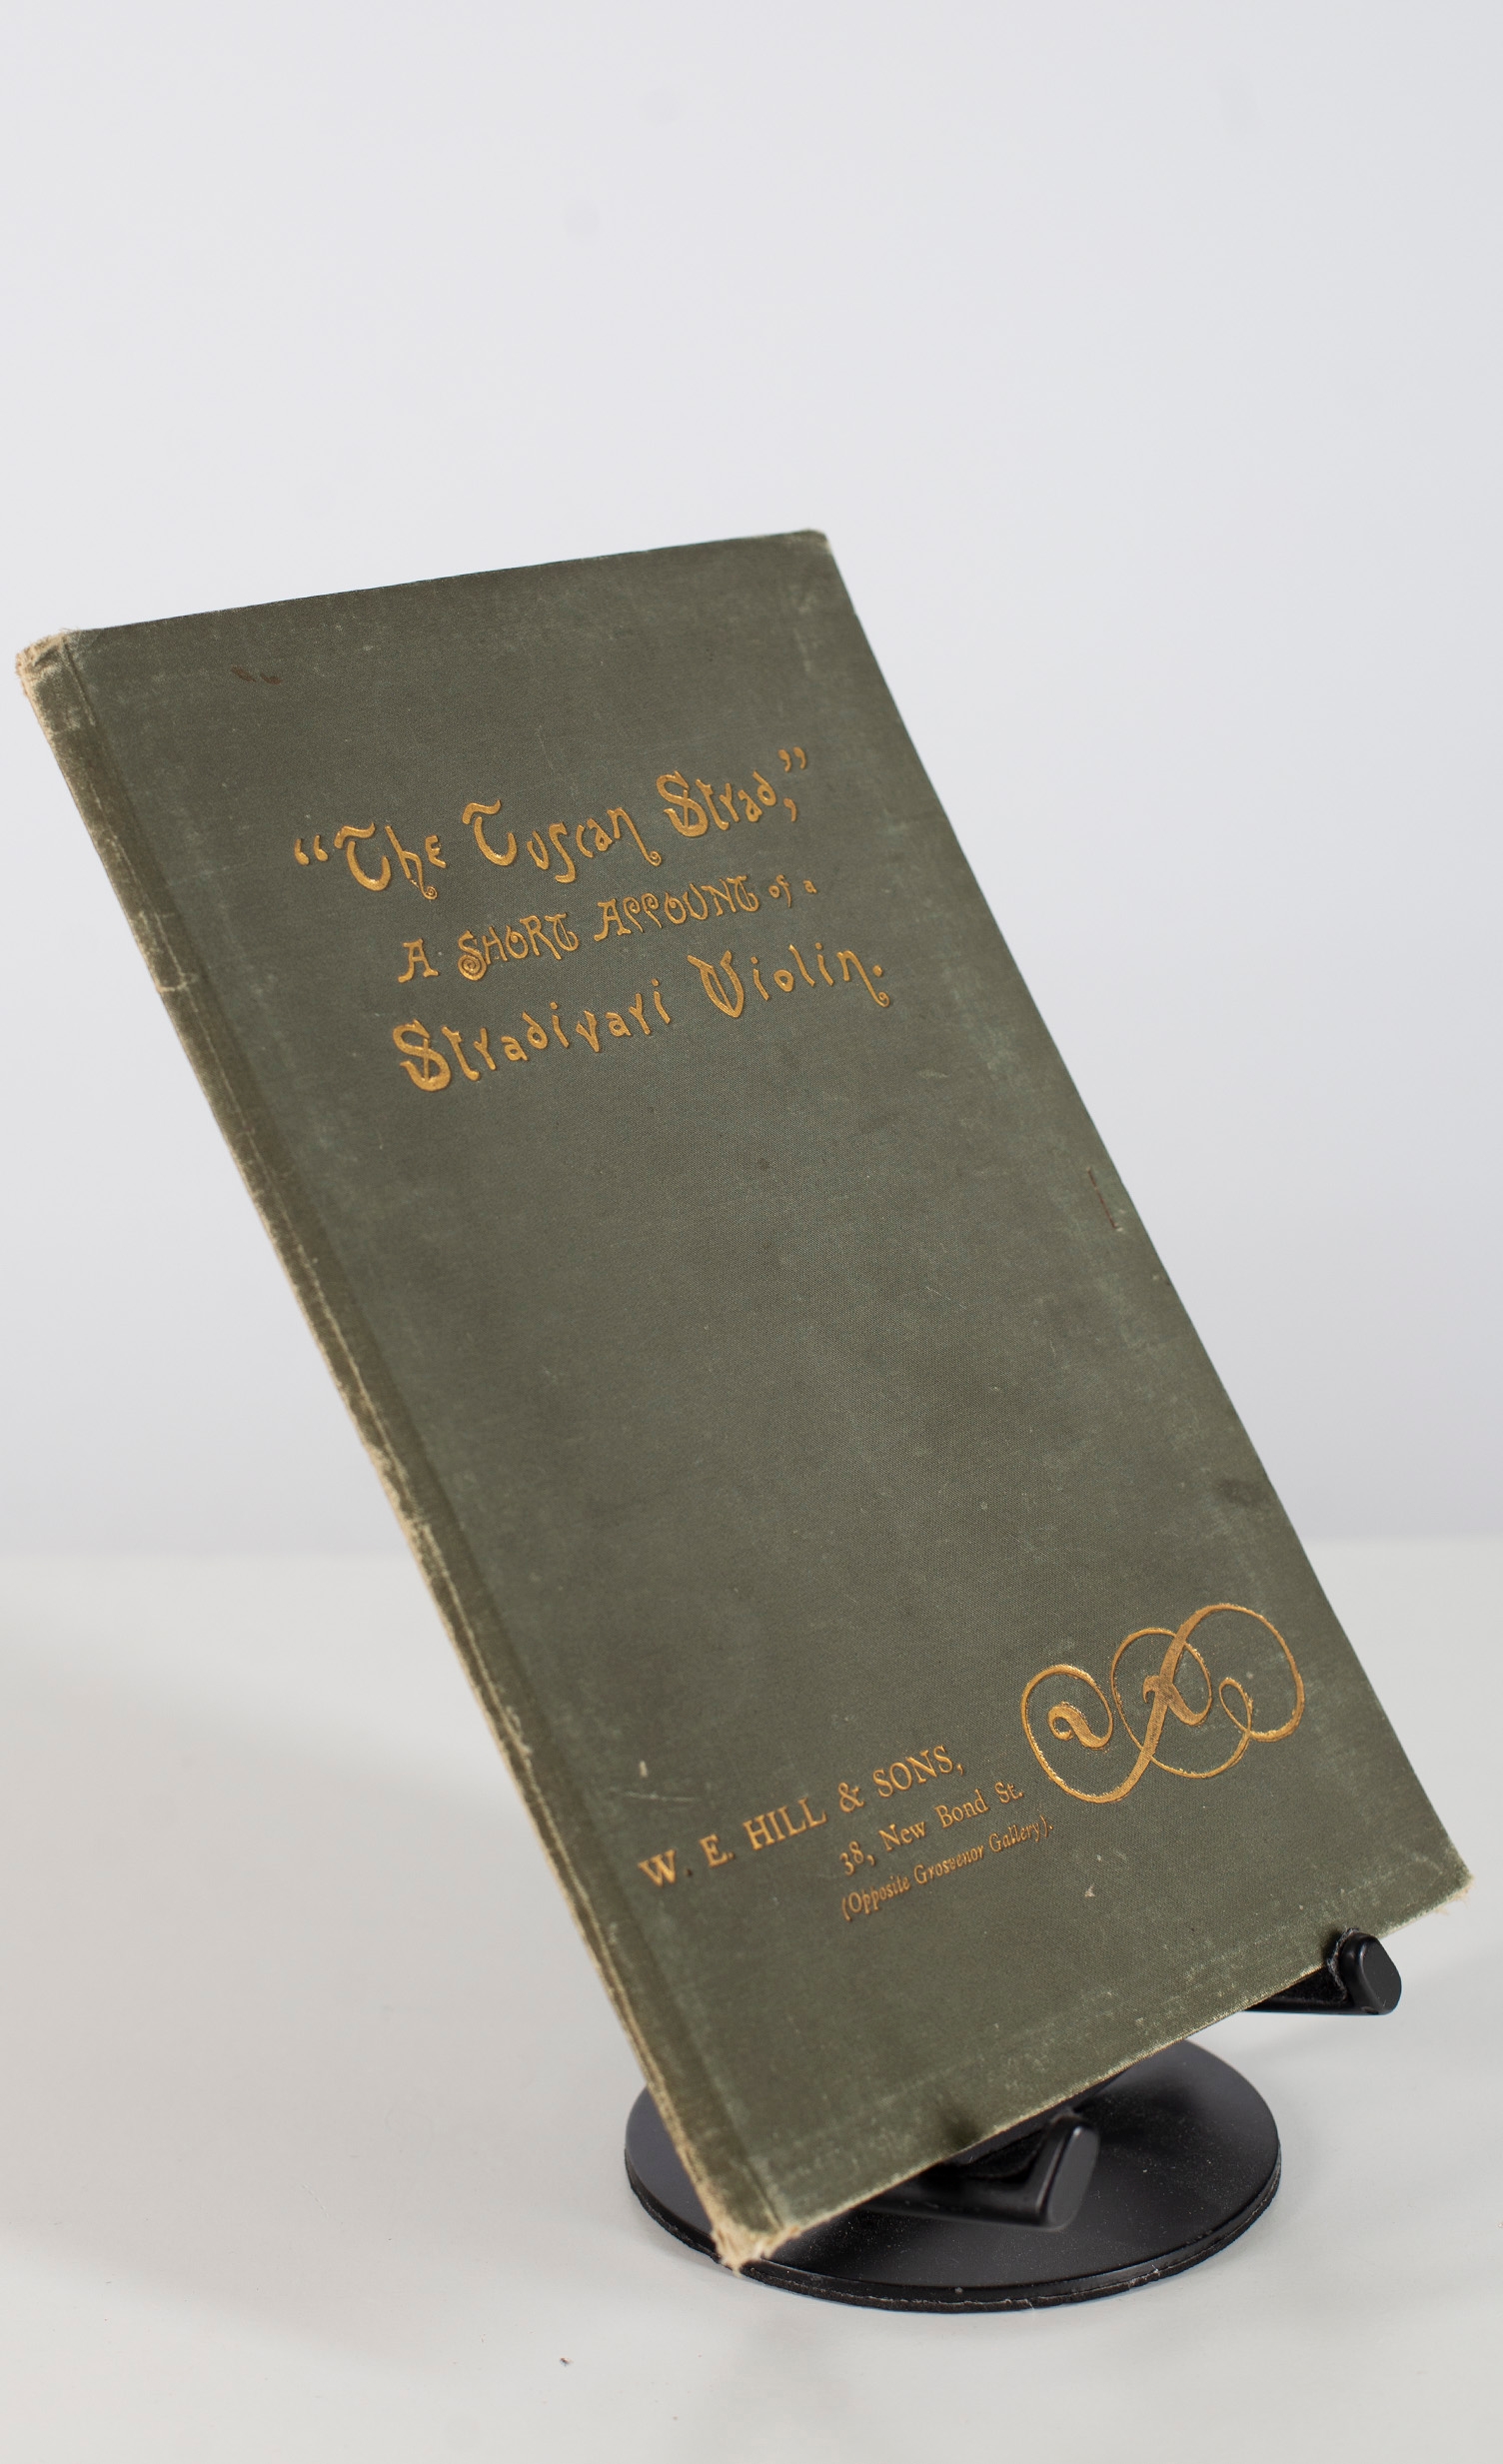 “The Tuscan Strad,”
A SHORT ACCOUNT of a
Stradivari Violin.
W. E. HILL & SONS,
38, New Bond St.
(Opposite Grosvenor Gallery).